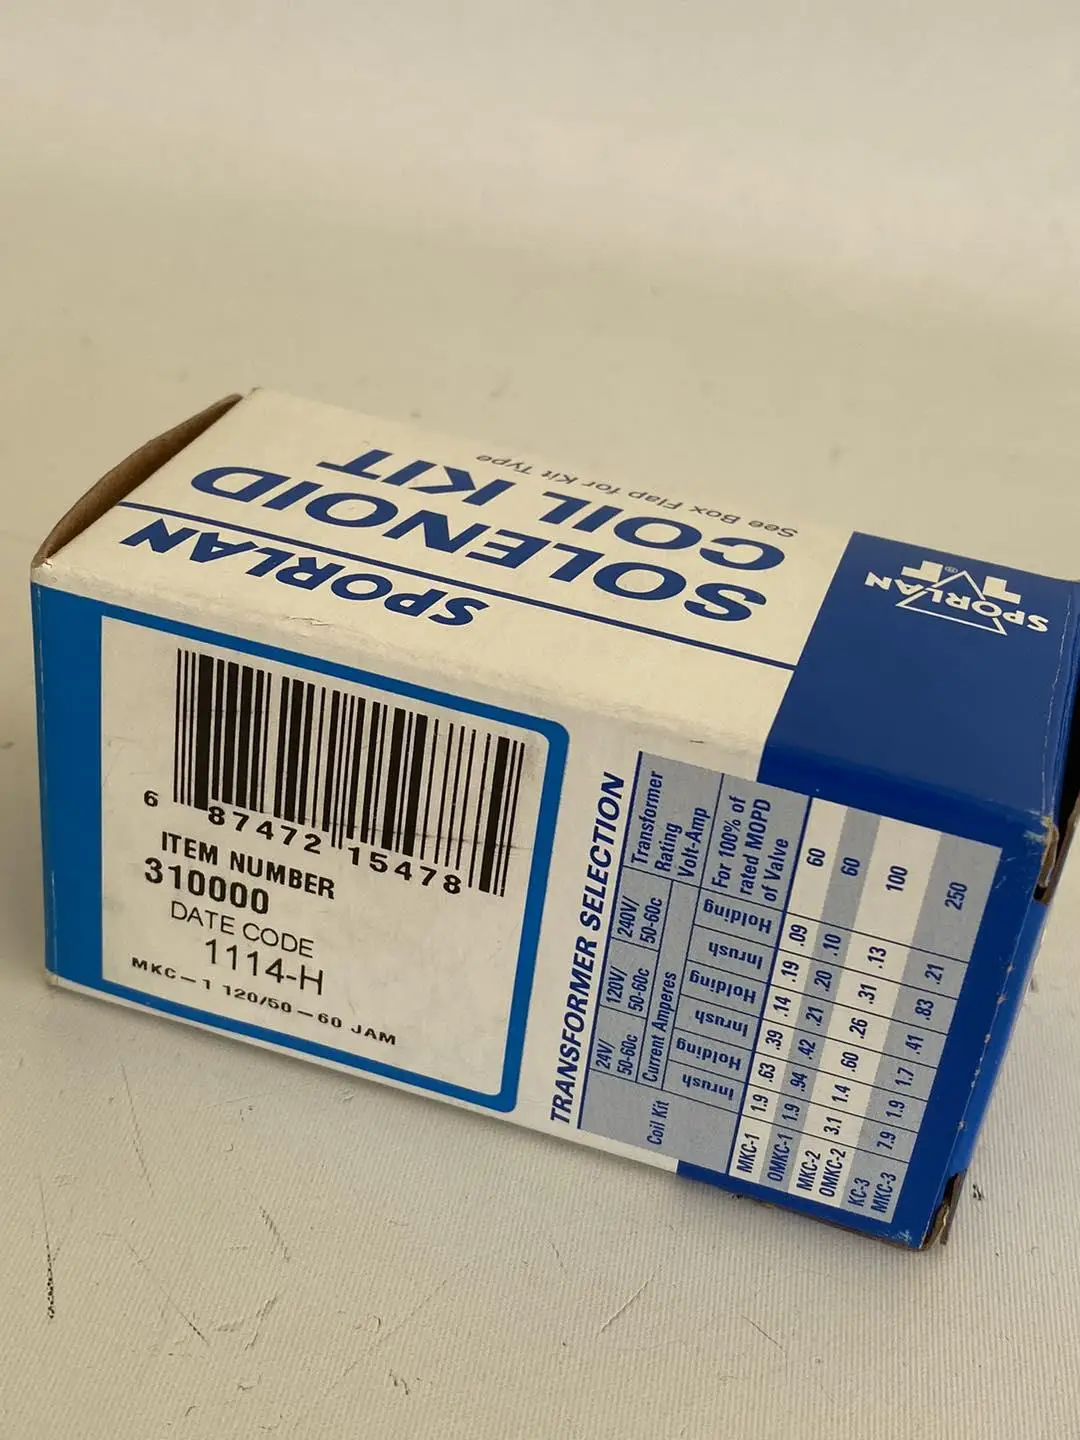 See Box Flap for Kit Type
SOLENOID
COIL KIT
SPORLAN
SPORLAN ®
6 87472 15478
ITEM NUMBER
310000
DATE CODE
1114-H
MKC-1 120/50-60 JAM
TRANSFORMER SELECTION
Coil Kit
24V/
50-60c
120V/
50-60c
240V/
50-60c
Transformer
Rating
Volt-Amp
Current Amperes
Inrush Holding Inrush Holding Inrush Holding
For 100% of
rated MOPD
of Valve
MKC-1 1.9 .63 .39 .14 .19 .09 60
OMKC-1 1.9 .94 .42 .21 .20 .10 60
MKC-2
OMKC-2 3.1 1.4 .60 .26 .31 .13 100
KC-3
MKC-3 7.9 1.9 1.7 .41 .83 .21 250